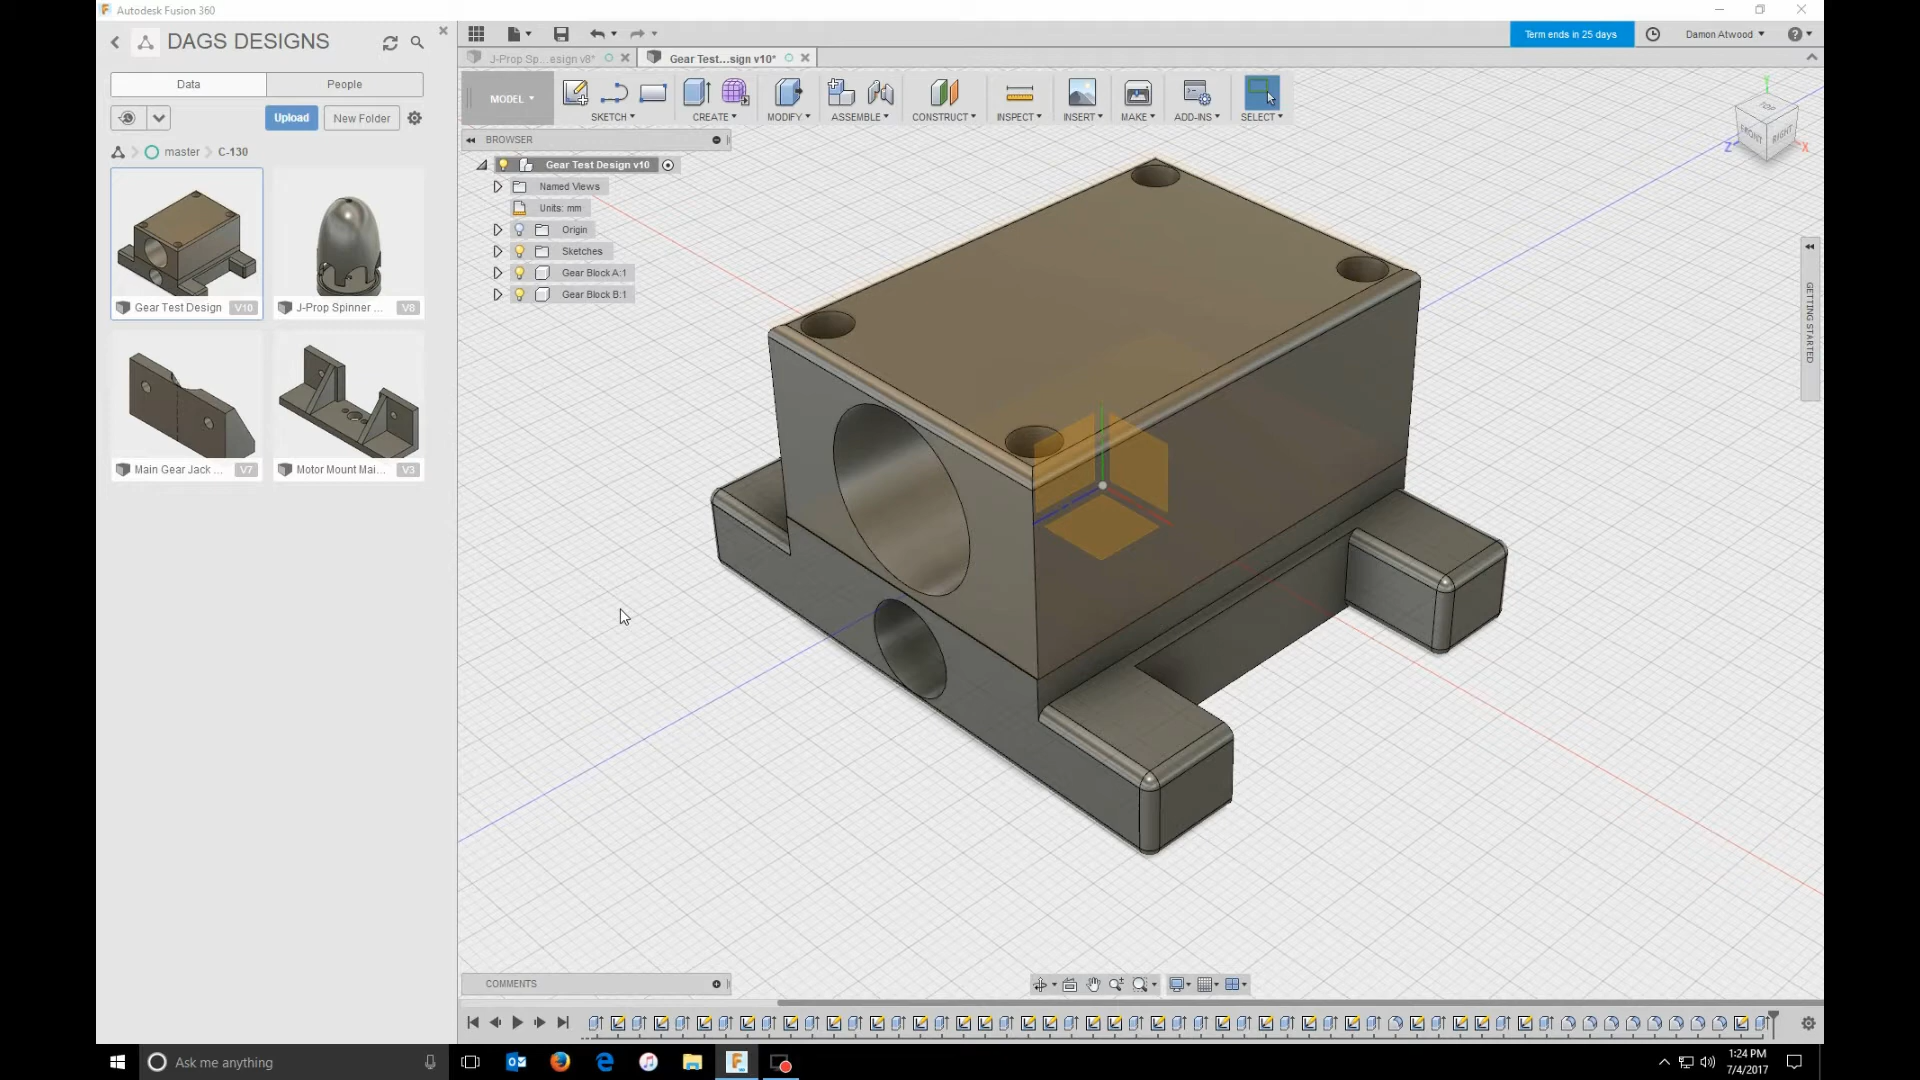 Autodesk Fusion 360
DAGS DESIGNS
Data
People
Upload
New Folder
master
C-130
Gear Test Design
V10
J-Prop Spinner ...
V8
Main Gear Jack ...
V7
Motor Mount Mai...
V3
Term ends in 25 days
Damon Atwood
J-Prop Sp...esign v8*
Gear Test...sign v10*
MODEL
SKETCH
CREATE
MODIFY
ASSEMBLE
CONSTRUCT
INSPECT
INSERT
MAKE
ADD-INS
SELECT
BROWSER
Gear Test Design v10
Named Views
Units: mm
Origin
Sketches
Gear Block A:1
Gear Block B:1
TOP
FRONT
RIGHT
Y
Z
X
GETTING STARTED
COMMENTS
Ask me anything
1:24 PM
7/4/2017